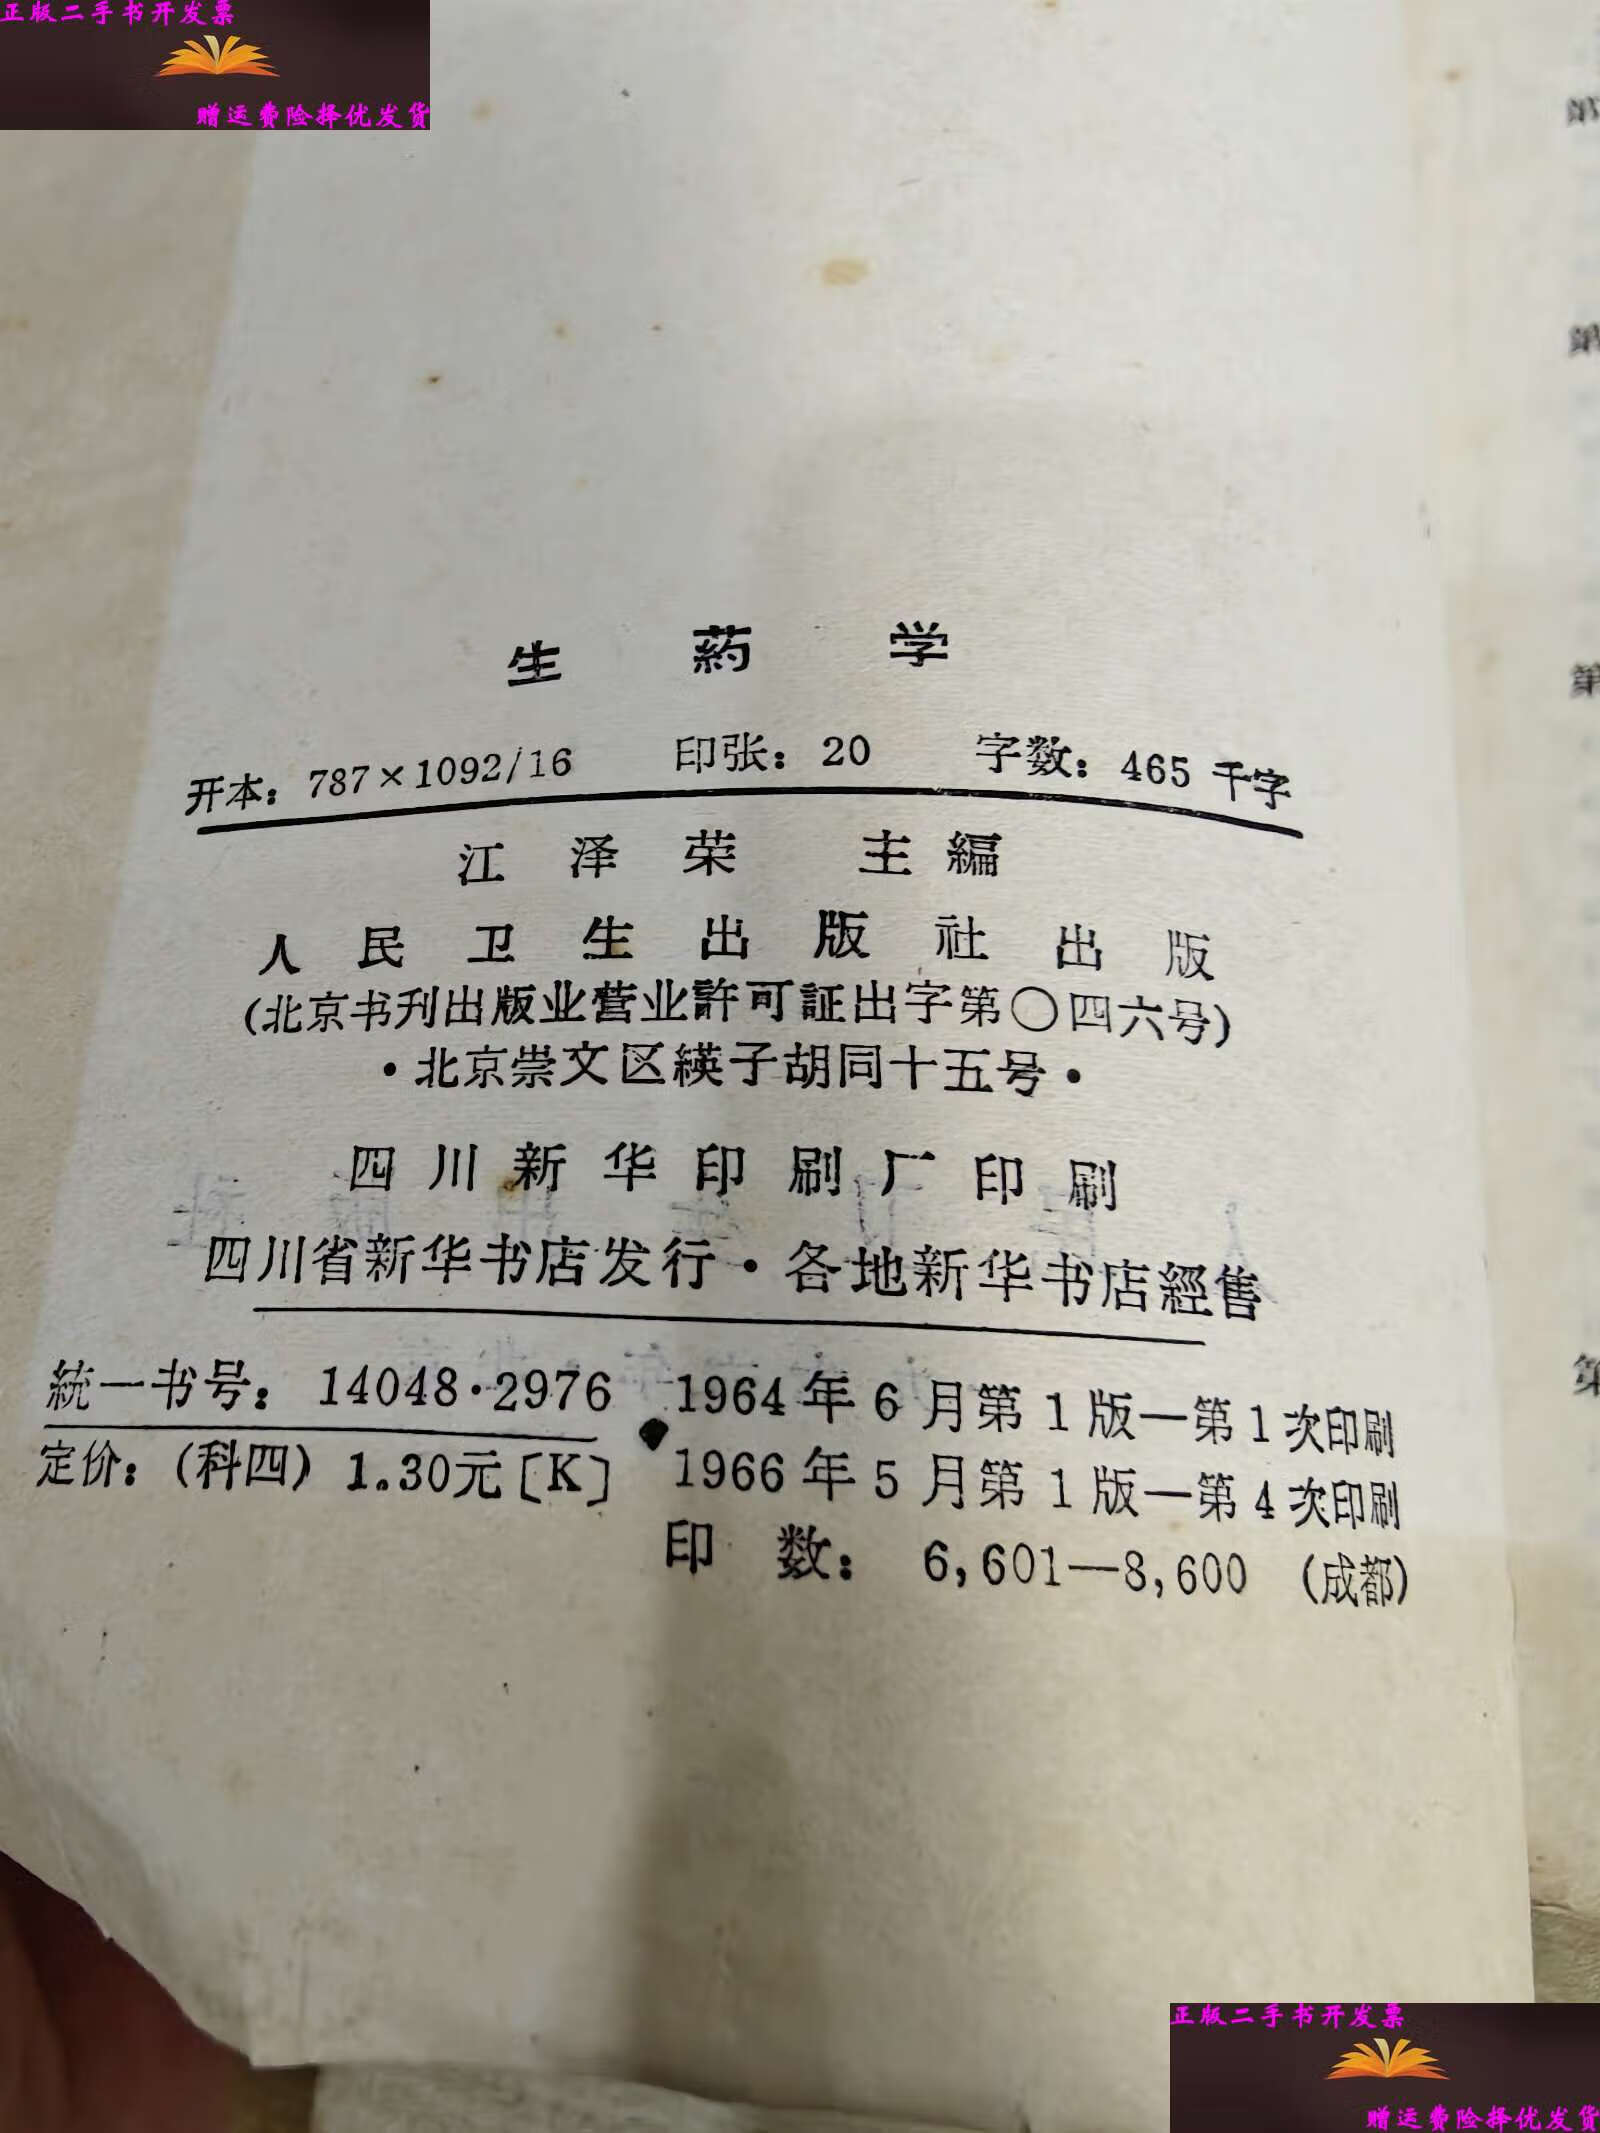 正版二手书开发票
赠运费险择优发货
生药学
开本：787×1092/16 印张：20 字数：465千字
江泽荣 主編
人民卫生出版社出版
(北京书刊出版业营业許可証出字第〇四六号)
·北京崇文区緓子胡同十五号·
四川新华印刷厂印刷
四川省新华书店发行·各地新华书店經售
統一书号：14048·2976
定价：(科四) 1.30元〔K〕
1964年6月第1版—第1次印刷
1966年5月第1版—第4次印刷
印 数：6,601—8,600 (成都)
第
第
第
第
正版二手书开发票
赠运费险择优发货